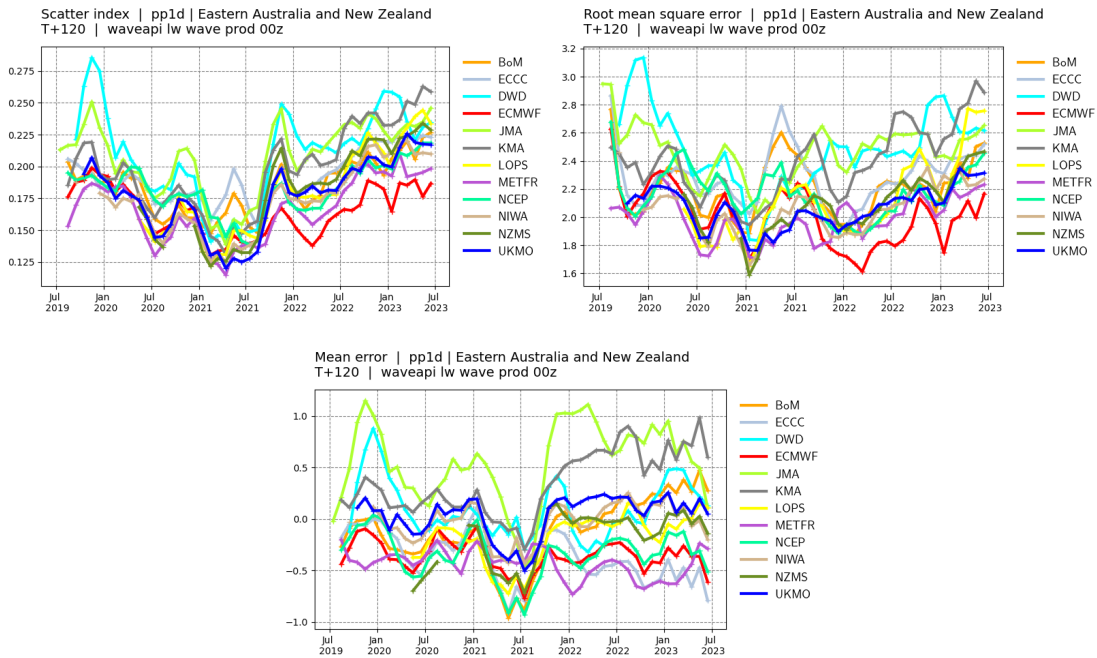 Scatter index | pp1d | Eastern Australia and New Zealand
T+120 | waveapi lw wave prod 00z
0.275
0.250
0.225
0.200
0.175
0.150
0.125
Jul 2019
Jan 2020
Jul 2020
Jan 2021
Jul 2021
Jan 2022
Jul 2022
Jan 2023
Jul 2023
BoM
ECCC
DWD
ECMWF
JMA
KMA
LOPS
METFR
NCEP
NIWA
NZMS
UKMO
Root mean square error | pp1d | Eastern Australia and New Zealand
T+120 | waveapi lw wave prod 00z
3.2
3.0
2.8
2.6
2.4
2.2
2.0
1.8
1.6
Jul 2019
Jan 2020
Jul 2020
Jan 2021
Jul 2021
Jan 2022
Jul 2022
Jan 2023
Jul 2023
BoM
ECCC
DWD
ECMWF
JMA
KMA
LOPS
METFR
NCEP
NIWA
NZMS
UKMO
Mean error | pp1d | Eastern Australia and New Zealand
T+120 | waveapi lw wave prod 00z
1.0
0.5
0.0
−0.5
−1.0
Jul 2019
Jan 2020
Jul 2020
Jan 2021
Jul 2021
Jan 2022
Jul 2022
Jan 2023
Jul 2023
BoM
ECCC
DWD
ECMWF
JMA
KMA
LOPS
METFR
NCEP
NIWA
NZMS
UKMO